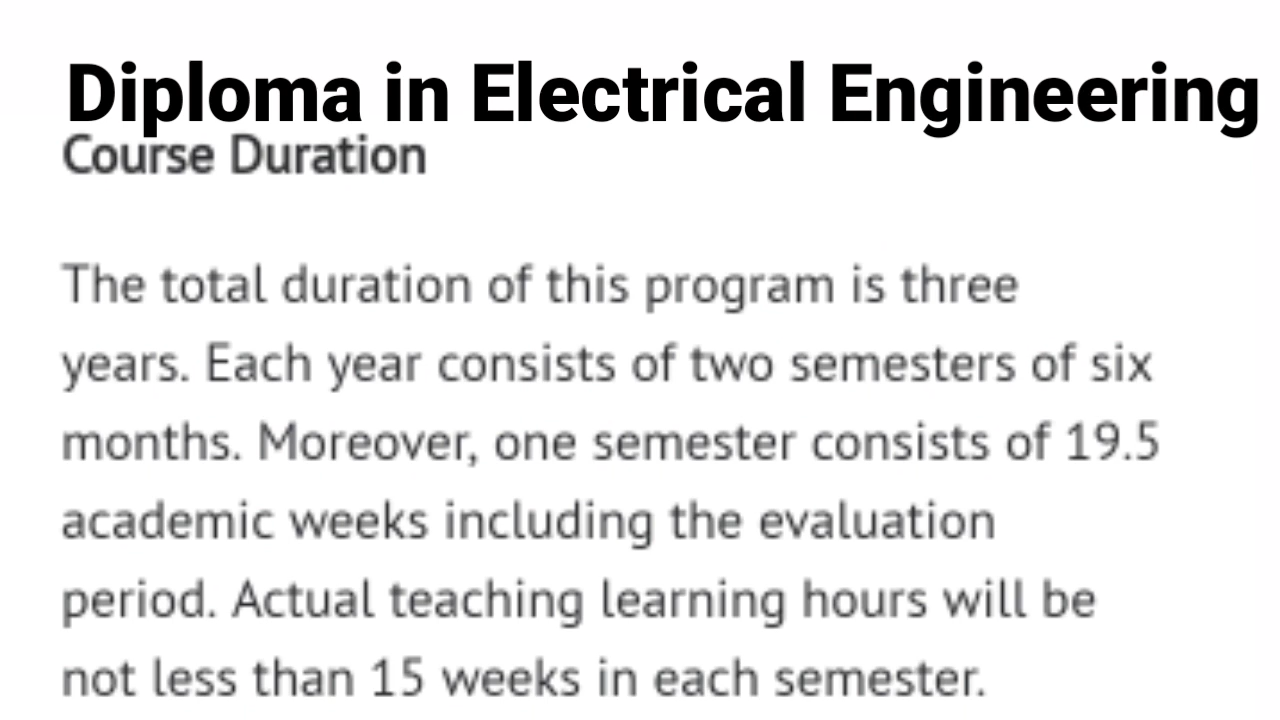 Diploma in Electrical Engineering
Course Duration
The total duration of this program is three
years. Each year consists of two semesters of six
months. Moreover, one semester consists of 19.5
academic weeks including the evaluation
period. Actual teaching learning hours will be
not less than 15 weeks in each semester.